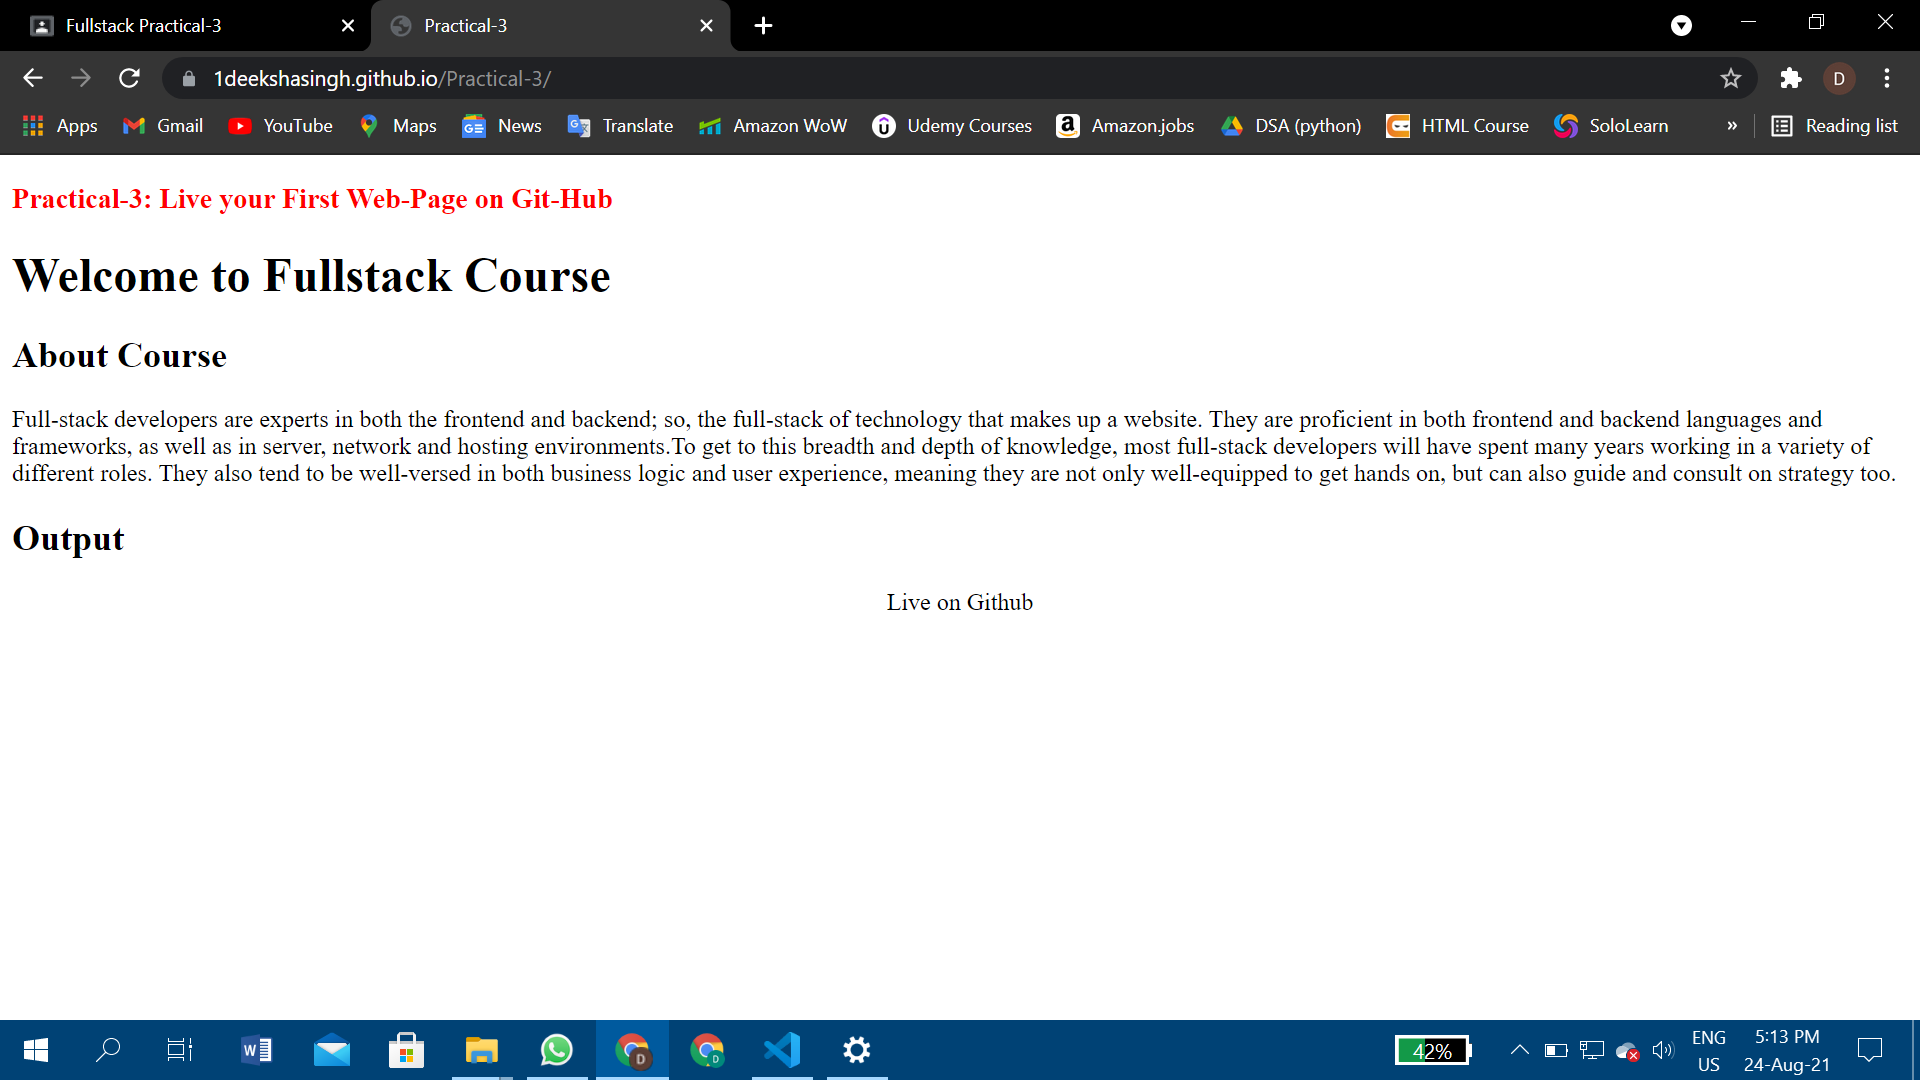 Fullstack Practical-3
Practical-3
1deekshasingh.github.io/Practical-3/
D
Apps
Gmail
YouTube
Maps
News
Translate
Amazon WoW
Udemy Courses
Amazon.jobs
DSA (python)
HTML Course
SoloLearn
»
Reading list
Practical-3: Live your First Web-Page on Git-Hub
Welcome to Fullstack Course
About Course
Full-stack developers are experts in both the frontend and backend; so, the full-stack of technology that makes up a website. They are proficient in both frontend and backend languages and
frameworks, as well as in server, network and hosting environments.To get to this breadth and depth of knowledge, most full-stack developers will have spent many years working in a variety of
different roles. They also tend to be well-versed in both business logic and user experience, meaning they are not only well-equipped to get hands on, but can also guide and consult on strategy too.
Output
Live on Github
42%
ENG
US
5:13 PM
24-Aug-21